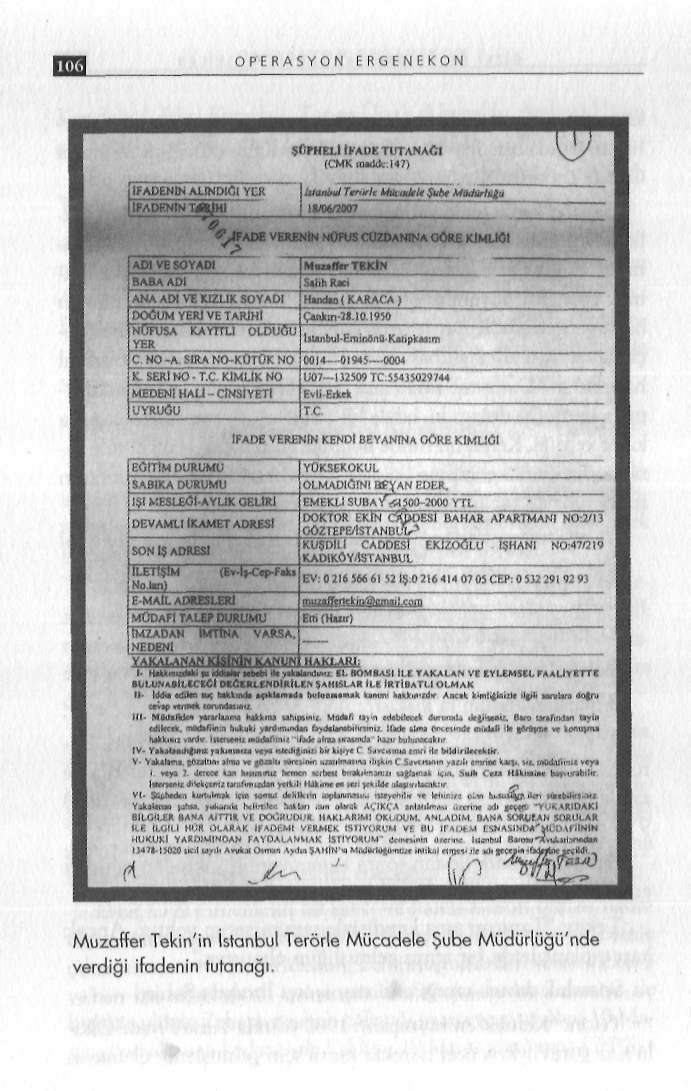 106
OPERASYON ERGENEKON
1
ŞÜPHELİ İFADE TUTANAĞI
(CMK madde:147)
İFADENİN ALINDIĞI YER İstanbul Terörle Mücadele Şube Müdürlüğü
İFADENİN TARİHİ 18/06/2007
İFADE VERENİN NÜFUS CÜZDANINA GÖRE KİMLİĞİ
ADI VE SOYADI Muzaffer TEKİN
BABA ADI Salih Raci
ANA ADI VE KIZLIK SOYADI Handan ( KARACA )
DOĞUM YERİ VE TARİHİ Çankırı-28.10.1950
NÜFUSA KAYITLI OLDUĞU
YER İstanbul-Eminönü-Katipkasım
C. NO –A. SIRA NO-KÜTÜK NO 0014----01945----0004
K. SERİ NO - T.C. KİMLİK NO U07—132509 TC:55435029744
MEDENİ HALİ – CİNSİYETİ Evli-Erkek
UYRUĞU T.C.
İFADE VERENİN KENDİ BEYANINA GÖRE KİMLİĞİ
EĞİTİM DURUMU YÜKSEKOKUL
SABIKA DURUMU OLMADIĞINI BEYAN EDER.
İŞİ MESLEĞİ-AYLIK GELİRİ EMEKLİ SUBAY 1500-2000 YTL
DEVAMLI İKAMET ADRESİ DOKTOR EKİN CADDESİ BAHAR APARTMANI NO:2/13
GÖZTEPE/İSTANBUL
SON İŞ ADRESİ KUŞDİLİ CADDESİ EKİZOĞLU İŞHANI NO:47/219
KADIKÖY/İSTANBUL
İLETİŞİM (Ev-İş-Cep-Faks
No.ları) EV: 0 216 566 61 52 İŞ:0 216 414 07 05 CEP: 0 532 291 92 93
E-MAİL ADRESLERİ muzaffertekin@gmail.com
MÜDAFİ TALEP DURUMU Etti (Hazır)
İMZADAN İMTİNA VARSA,
NEDENİ ------
YAKALANAN KİŞİNİN KANUNİ HAKLARI:
I- Hakkınızdaki şu iddialar sebebi ile yakalandınız: EL BOMBASI İLE YAKALAN VE EYLEMSEL FAALİYETTE
BULUNABİLECEĞİ DEĞERLENDİRİLEN ŞAHISLAR İLE İRTİBATLI OLMAK
II- İddia edilen suç hakkında açıklamada bulunmamak kanuni hakkınızdır. Ancak kimliğinizle ilgili sorulara doğru
cevap vermek zorundasınız.
III- Müdafiden yararlanma hakkına sahipsiniz. Müdafi tayin edebilecek durumda değilseniz, Baro tarafından tayin
edilecek, müdafiinin hukuki yardımından faydalanabilirsiniz. İfade alma öncesinde müdafi ile görüşme ve konuşma
hakkınız vardır. İsterseniz müdafiiniz "ifade alma sırasında" hazır bulunacaktır.
IV- Yakalandığınız yakınınıza veya istediğiniz bir kişiye C. Savcısının emri ile bildirilecektir.
V- Yakalama, gözaltına alma ve gözaltı süresinin uzatılmasına ilişkin C.Savcısının yazılı emrine karşı, siz, müdafiiniz veya
1. veya 2. derece kan hısımınız hemen serbest bırakılmanızı sağlamak için, Sulh Ceza Hâkimine başvurabilir.
İsterseniz dilekçeniz tarafımızdan yetkili Hâkime en seri şekilde ulaştırılacaktır.
VI- Şüpheden kurtulmak için somut delillerin toplanmasını isteyebilir ve lehinize olan hususları ileri sürebilirsiniz.
Yakalanan şahsa, yukarıda belirtilen hakları tam olarak AÇIKÇA anlatılması üzerine adı geçen "YUKARIDAKİ
BİLGİLER BANA AİTTİR VE DOĞRUDUR. HAKLARIMI OKUDUM, ANLADIM. BANA SORULAN SORULAR
İLE İLGİLİ HÜR OLARAK İFADEMİ VERMEK İSTİYORUM VE BU İFADEM ESNASINDA MÜDAFİİNİN
HUKUKİ YARDIMINDAN FAYDALANMAK İSTİYORUM" demesinin üzerine, İstanbul Barosu Avukatlarından
13478-15020 sicil sayılı Avukat Osman Aydın ŞAHİN'in Müdürlüğümüze intikal etmesi ile adı geçenin ifadesine geçildi.
Muzaffer Tekin'in İstanbul Terörle Mücadele Şube Müdürlüğü'nde
verdiği ifadenin tutanağı.